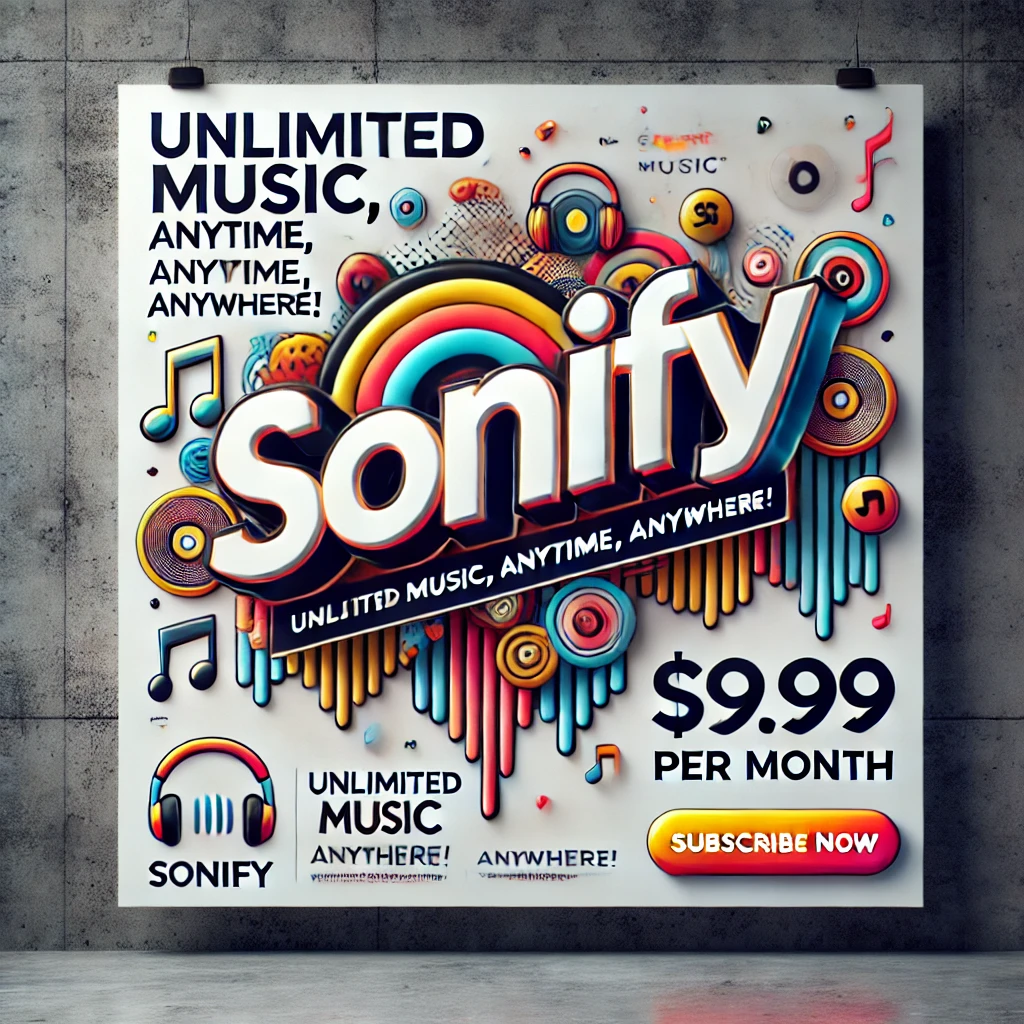 UNLIMITED
MUSIC,
ANYTIME,
ANYTIME,
ANYWHERE!
MUSIC
Sonify
UNLJTTED MUSIC, ANYTIME, ANYWHERE!
$9.99
PER MONTH
SUBSCRIBE NOW
SONIFY
UNLIMITED
MUSIC
ANYTHERE!
ANYWHERE!